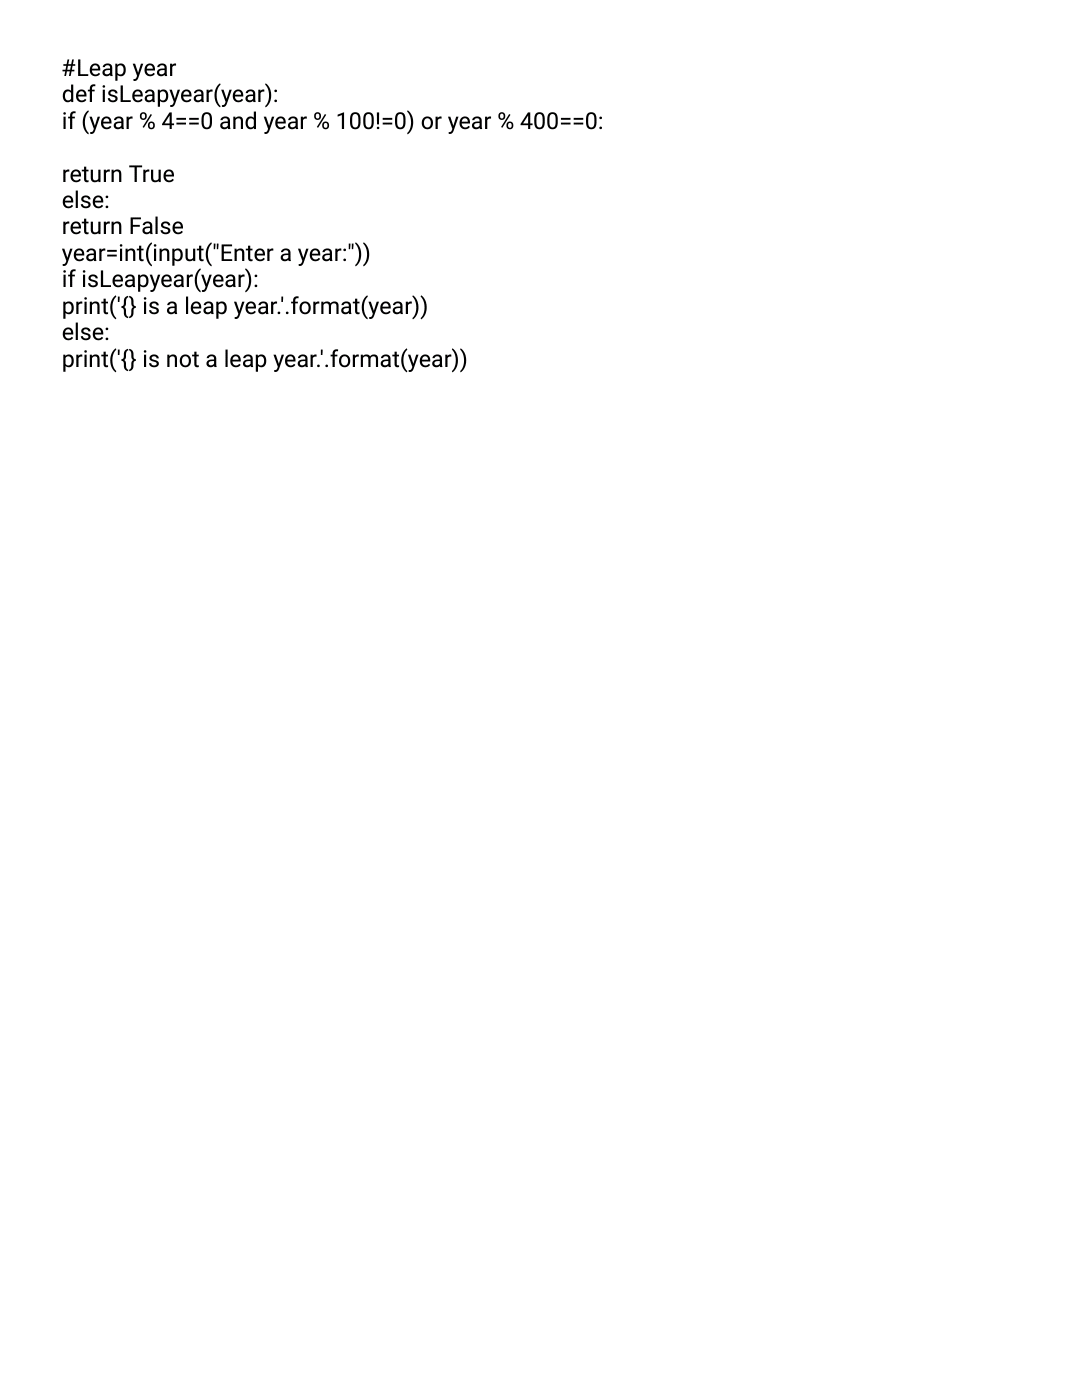 #Leap year
def isLeapyear(year):
if (year % 4==0 and year % 100!=0) or year % 400==0:
return True
else:
return False
year=int(input("Enter a year:"))
if isLeapyear(year):
print('{} is a leap year.'.format(year))
else:
print('{} is not a leap year.'.format(year))